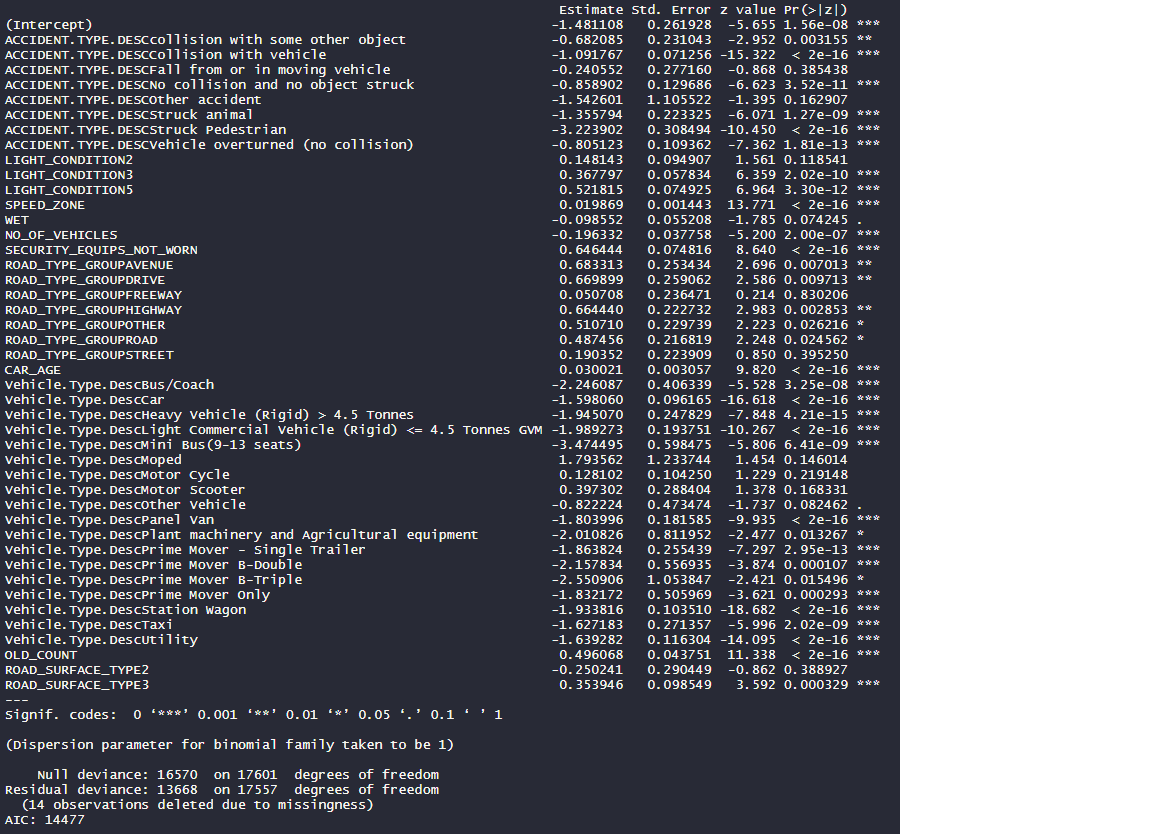 Estimate Std. Error z value Pr(>|z|)
(Intercept) -1.481108 0.261928 -5.655 1.56e-08 ***
ACCIDENT.TYPE.DESCCollision with some other object -0.682085 0.231043 -2.952 0.003155 **
ACCIDENT.TYPE.DESCCollision with vehicle -1.091767 0.071256 -15.322 < 2e-16 ***
ACCIDENT.TYPE.DESCFall from or in moving vehicle -0.240552 0.277160 -0.868 0.385438
ACCIDENT.TYPE.DESCNo collision and no object struck -0.858902 0.129686 -6.623 3.52e-11 ***
ACCIDENT.TYPE.DESCOther accident -1.542601 1.105522 -1.395 0.162907
ACCIDENT.TYPE.DESCStruck animal -1.355794 0.223325 -6.071 1.27e-09 ***
ACCIDENT.TYPE.DESCStruck Pedestrian -3.223902 0.308494 -10.450 < 2e-16 ***
ACCIDENT.TYPE.DESCVehicle overturned (no collision) -0.805123 0.109362 -7.362 1.81e-13 ***
LIGHT_CONDITION2 0.148143 0.094907 1.561 0.118541
LIGHT_CONDITION3 0.367797 0.057834 6.359 2.02e-10 ***
LIGHT_CONDITION5 0.521815 0.074925 6.964 3.30e-12 ***
SPEED_ZONE 0.019869 0.001443 13.771 < 2e-16 ***
WET -0.098552 0.055208 -1.785 0.074245 .
NO_OF_VEHICLES -0.196332 0.037758 -5.200 2.00e-07 ***
SECURITY_EQUIPS_NOT_WORN 0.646444 0.074816 8.640 < 2e-16 ***
ROAD_TYPE_GROUPAVENUE 0.683313 0.253434 2.696 0.007013 **
ROAD_TYPE_GROUPDRIVE 0.669899 0.259062 2.586 0.009713 **
ROAD_TYPE_GROUPFREEWAY 0.050708 0.236471 0.214 0.830206
ROAD_TYPE_GROUPHIGHWAY 0.664440 0.222732 2.983 0.002853 **
ROAD_TYPE_GROUPOTHER 0.510710 0.229739 2.223 0.026216 *
ROAD_TYPE_GROUPROAD 0.487456 0.216819 2.248 0.024562 *
ROAD_TYPE_GROUPSTREET 0.190352 0.223909 0.850 0.395250
CAR_AGE 0.030021 0.003057 9.820 < 2e-16 ***
Vehicle.Type.DescBus/Coach -2.246087 0.406339 -5.528 3.25e-08 ***
Vehicle.Type.DescCar -1.598060 0.096165 -16.618 < 2e-16 ***
Vehicle.Type.DescHeavy Vehicle (Rigid) > 4.5 Tonnes -1.945070 0.247829 -7.848 4.21e-15 ***
Vehicle.Type.DescLight Commercial Vehicle (Rigid) <= 4.5 Tonnes GVM -1.989273 0.193751 -10.267 < 2e-16 ***
Vehicle.Type.DescMini Bus(9-13 seats) -3.474495 0.598475 -5.806 6.41e-09 ***
Vehicle.Type.DescMoped 1.793562 1.233744 1.454 0.146014
Vehicle.Type.DescMotor Cycle 0.128102 0.104250 1.229 0.219148
Vehicle.Type.DescMotor Scooter 0.397302 0.288404 1.378 0.168331
Vehicle.Type.DescOther Vehicle -0.822224 0.473474 -1.737 0.082462 .
Vehicle.Type.DescPanel Van -1.803996 0.181585 -9.935 < 2e-16 ***
Vehicle.Type.DescPlant machinery and Agricultural equipment -2.010826 0.811952 -2.477 0.013267 *
Vehicle.Type.DescPrime Mover - Single Trailer -1.863824 0.255439 -7.297 2.95e-13 ***
Vehicle.Type.DescPrime Mover B-Double -2.157834 0.556935 -3.874 0.000107 ***
Vehicle.Type.DescPrime Mover B-Triple -2.550906 1.053847 -2.421 0.015496 *
Vehicle.Type.DescPrime Mover Only -1.832172 0.505969 -3.621 0.000293 ***
Vehicle.Type.DescStation Wagon -1.933816 0.103510 -18.682 < 2e-16 ***
Vehicle.Type.DescTaxi -1.627183 0.271357 -5.996 2.02e-09 ***
Vehicle.Type.DescUtility -1.639282 0.116304 -14.095 < 2e-16 ***
OLD_COUNT 0.496068 0.043751 11.338 < 2e-16 ***
ROAD_SURFACE_TYPE2 -0.250241 0.290449 -0.862 0.388927
ROAD_SURFACE_TYPE3 0.353946 0.098549 3.592 0.000329 ***
---
Signif. codes: 0 ‘***’ 0.001 ‘**’ 0.01 ‘*’ 0.05 ‘.’ 0.1 ‘ ’ 1
(Dispersion parameter for binomial family taken to be 1)
Null deviance: 16570 on 17601 degrees of freedom
Residual deviance: 13668 on 17557 degrees of freedom
(14 observations deleted due to missingness)
AIC: 14477